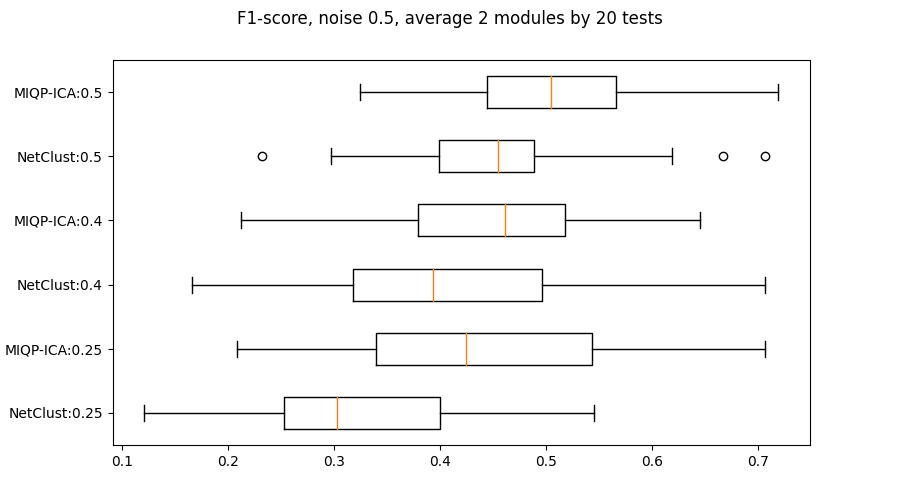 F1-score, noise 0.5, average 2 modules by 20 tests
MIQP-ICA:0.5
NetClust:0.5
MIQP-ICA:0.4
NetClust:0.4
MIQP-ICA:0.25
NetClust:0.25
0.1 0.2 0.3 0.4 0.5 0.6 0.7